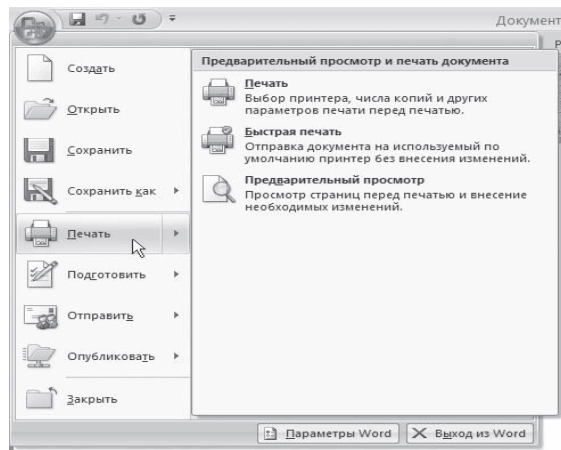 Докумен
Создать
Открыть
Сохранить
Сохранить как
Печать
Подготовить
Отправить
Опубликовать
Закрыть
Предварительный просмотр и печать документа
Печать
Выбор принтера, числа копий и других
параметров печати перед печатью.
Быстрая печать
Отправка документа на используемый по
умолчанию принтер без внесения изменений.
Предварительный просмотр
Просмотр страниц перед печатью и внесение
необходимых изменений.
Параметры Word
Выход из Word